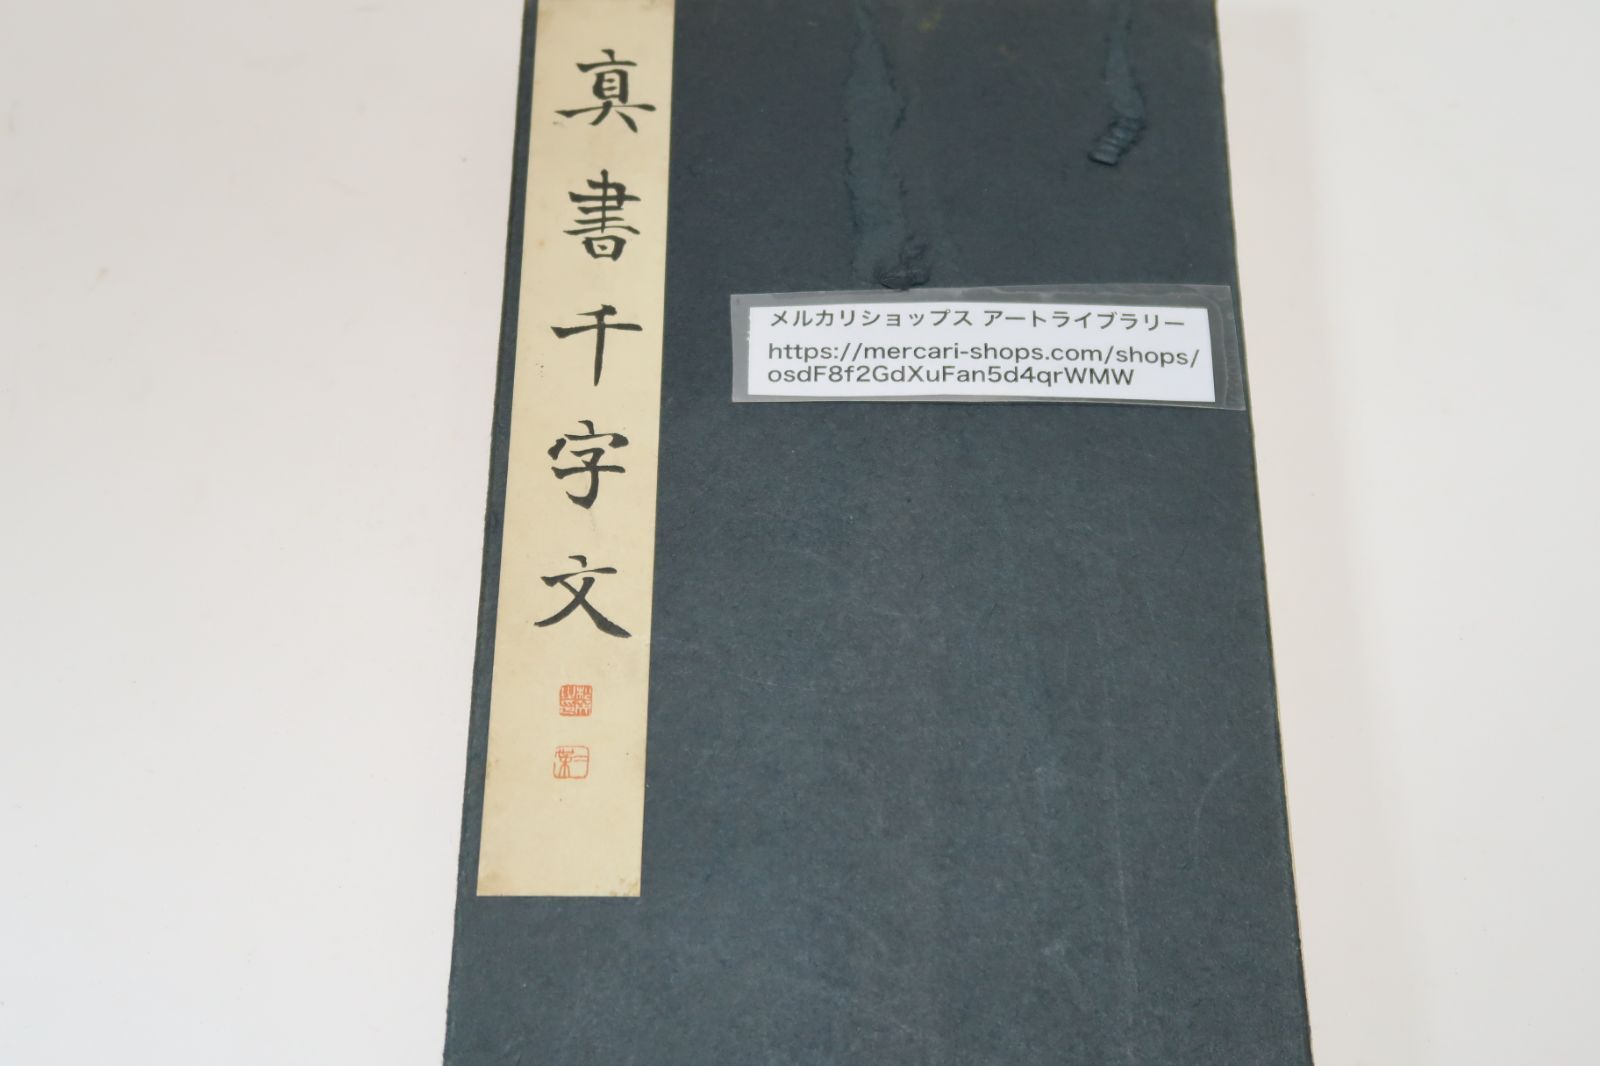 真書千字文
メルカリショップス アートライブラリー
https://mercari-shops.com/shops/
osdF8f2GdXuFan5d4qrWMW